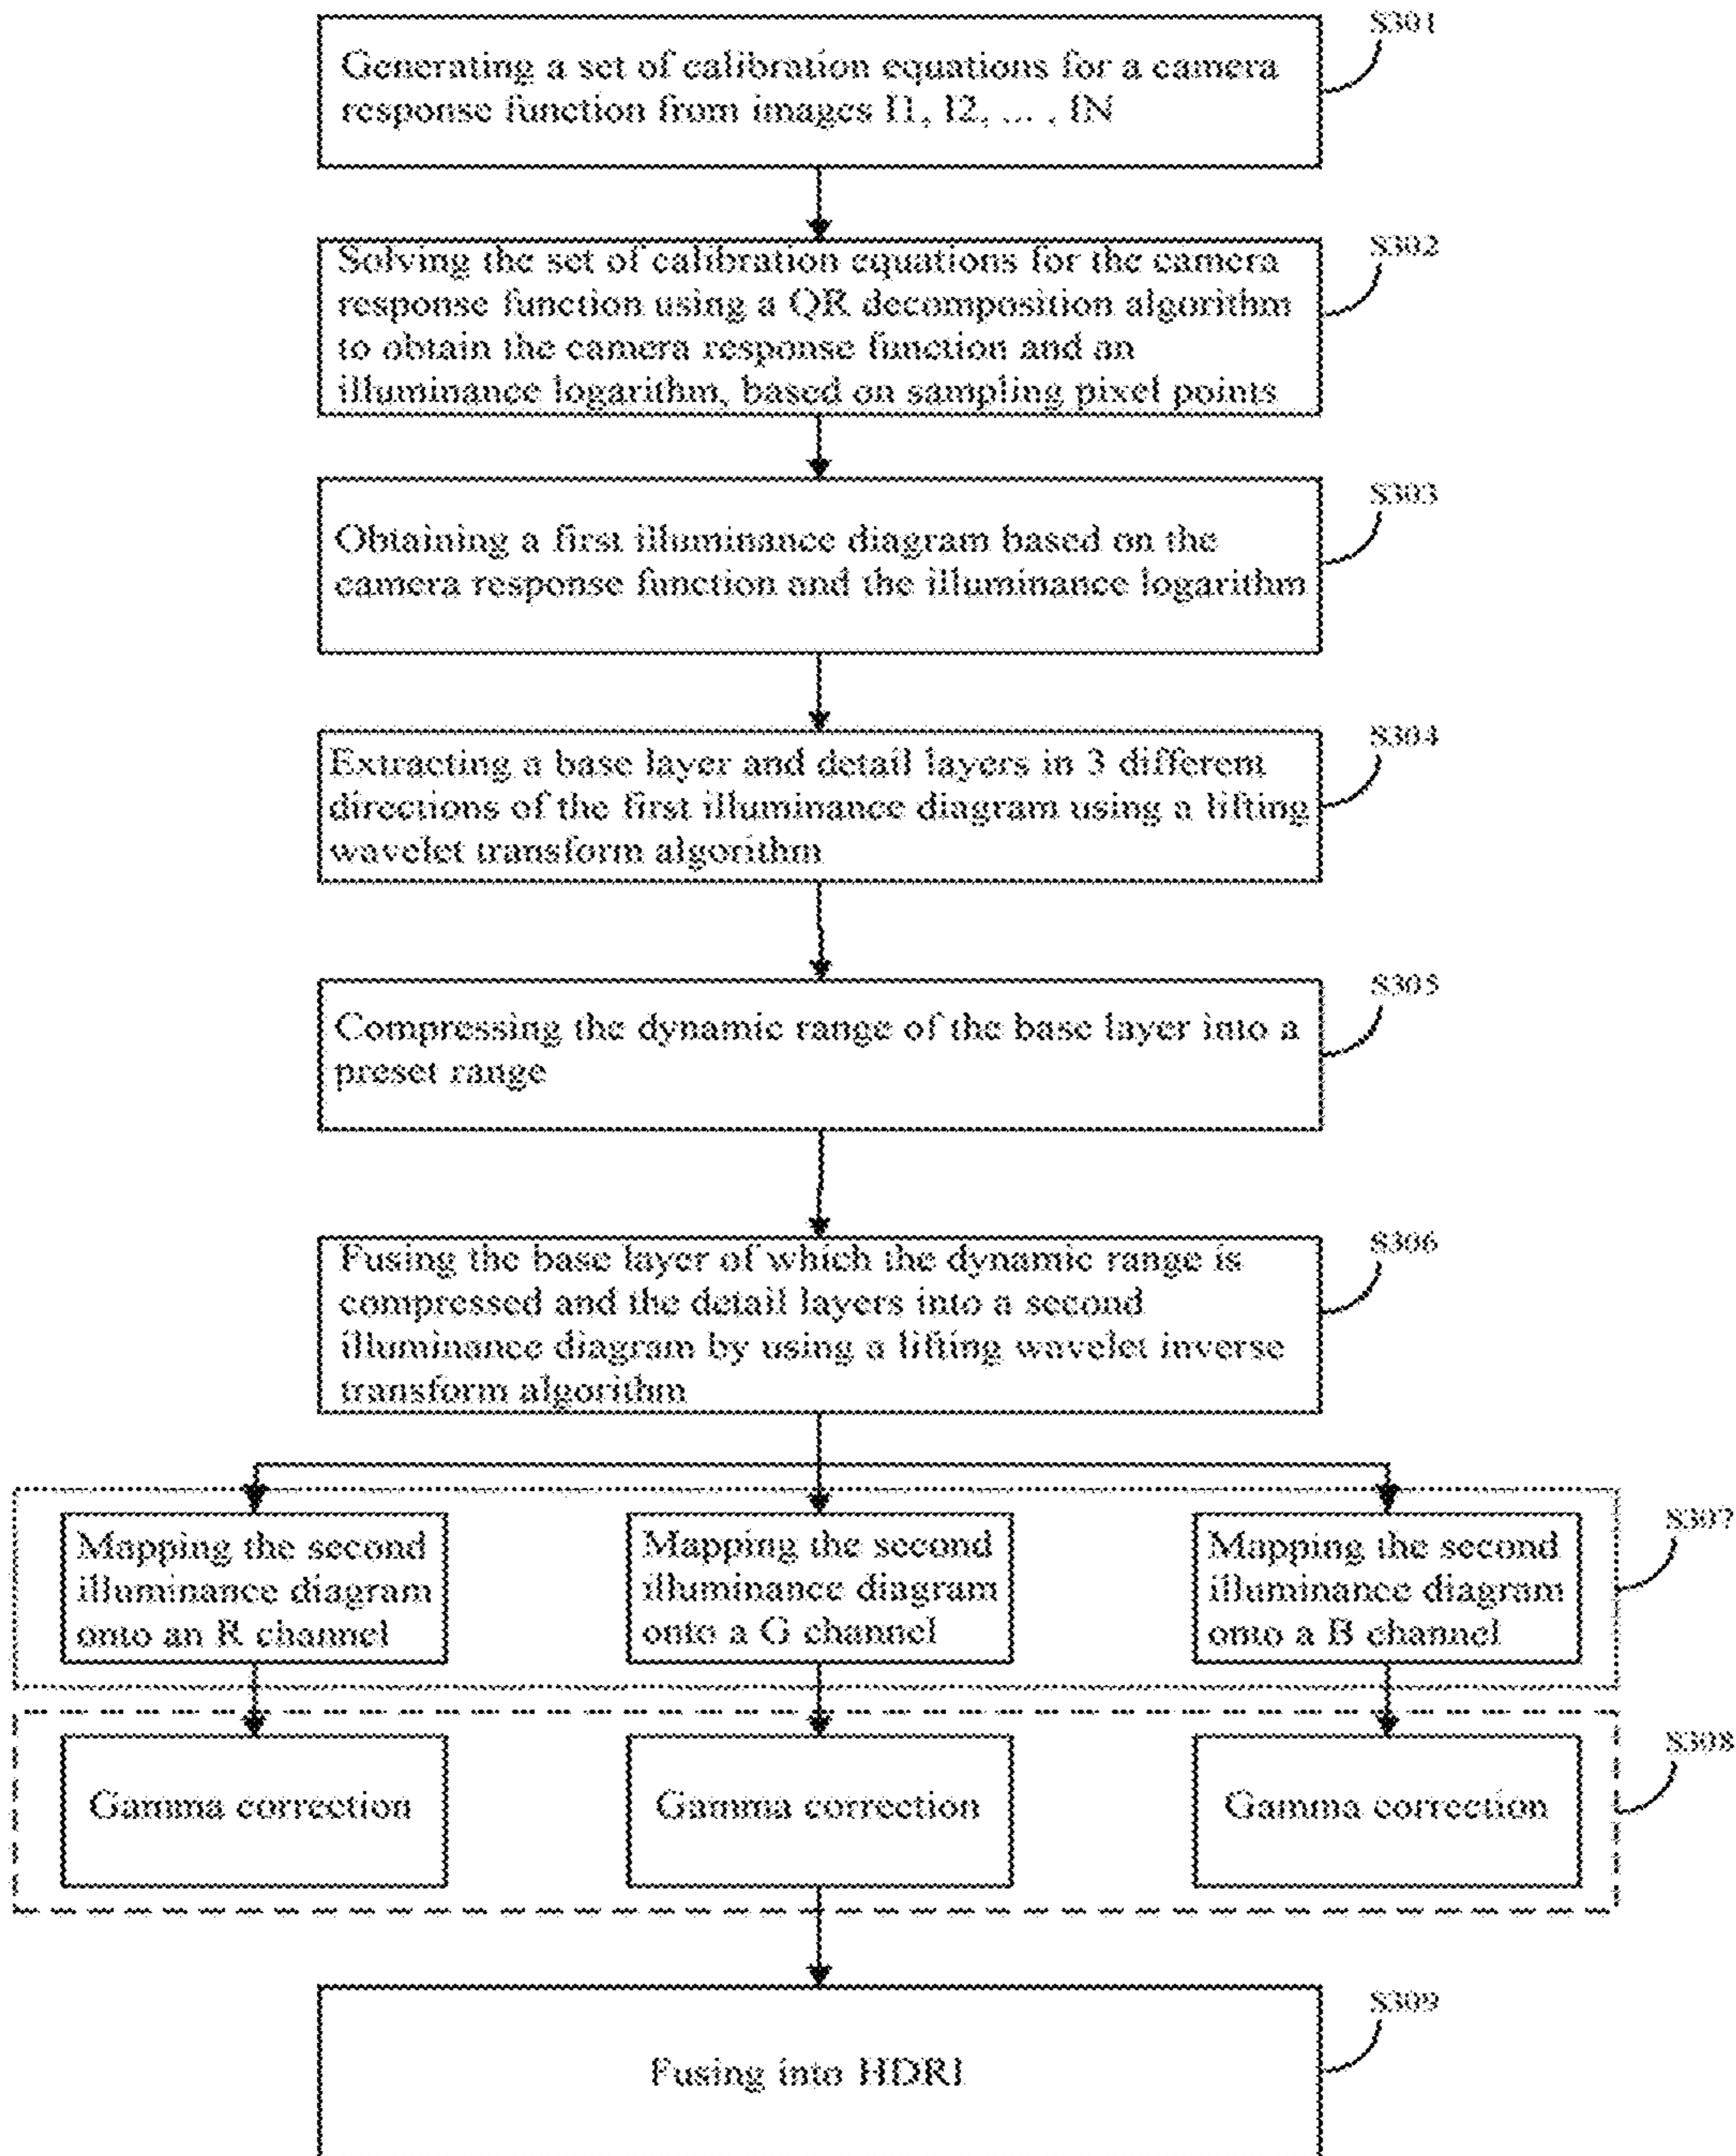 S301
Generating a set of calibration equations for a camera
response function from images I1, I2, ... , IN
S302
Solving the set of calibration equations for the camera
response function using a QR decomposition algorithm
to obtain the camera response function and an
illuminance logarithm, based on sampling pixel points
S303
Obtaining a first illuminance diagram based on the
camera response function and the illuminance logarithm
S304
Extracting a base layer and detail layers in 3 different
directions of the first illuminance diagram using a lifting
wavelet transform algorithm
S305
Compressing the dynamic range of the base layer into a
preset range
S306
Fusing the base layer of which the dynamic range is
compressed and the detail layers into a second
illuminance diagram by using a lifting wavelet inverse
transform algorithm
S307
Mapping the second
illuminance diagram
onto an R channel
Mapping the second
illuminance diagram
onto a G channel
Mapping the second
illuminance diagram
onto a B channel
S308
Gamma correction
Gamma correction
Gamma correction
S309
Fusing into HDRI